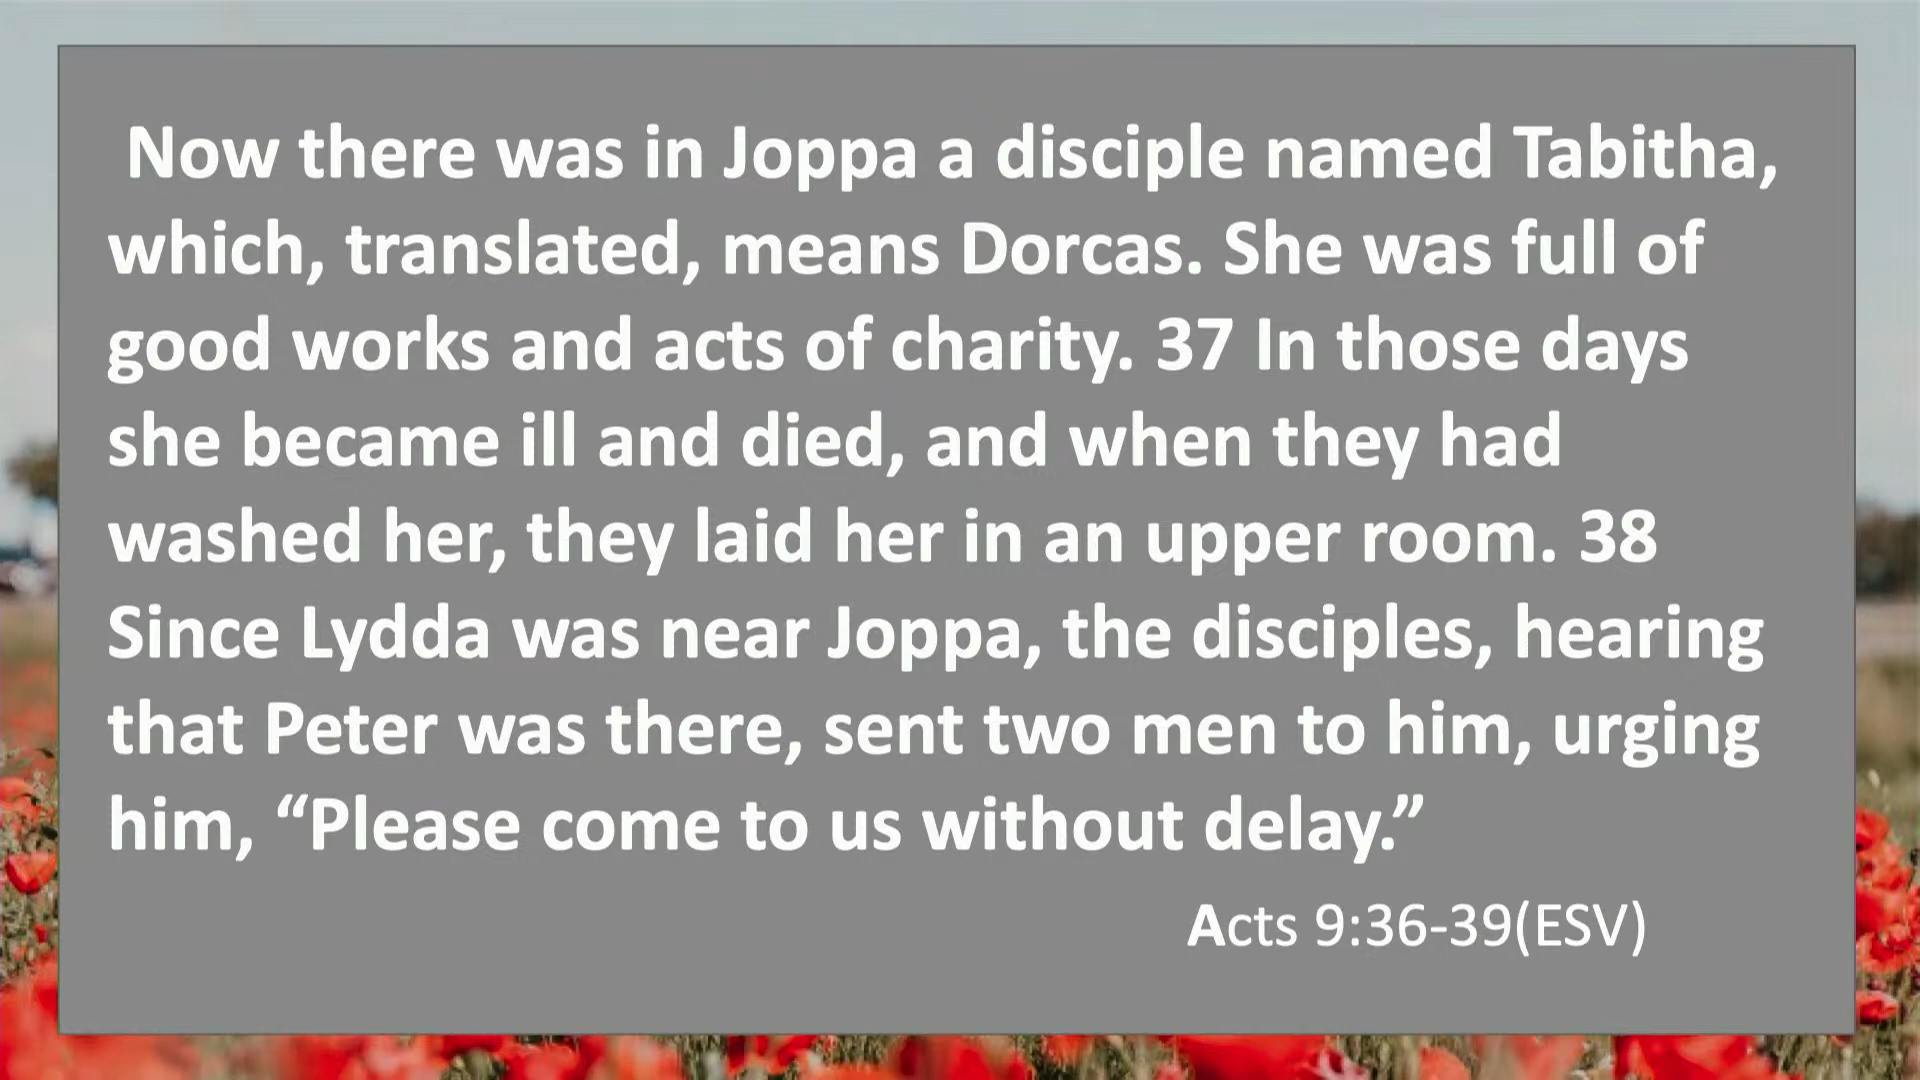 Now there was in Joppa a disciple named Tabitha,
which, translated, means Dorcas. She was full of
good works and acts of charity. 37 In those days
she became ill and died, and when they had
washed her, they laid her in an upper room. 38
Since Lydda was near Joppa, the disciples, hearing
that Peter was there, sent two men to him, urging
him, “Please come to us without delay.”
Acts 9:36-39(ESV)